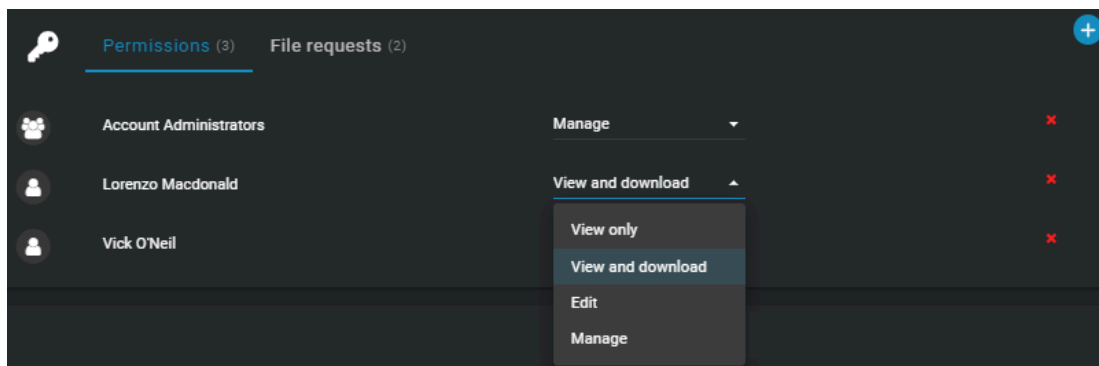 Permissions (3) File requests (2)
Account Administrators Manage
Lorenzo Macdonald View and download
Vick O'Neil
View only
View and download
Edit
Manage